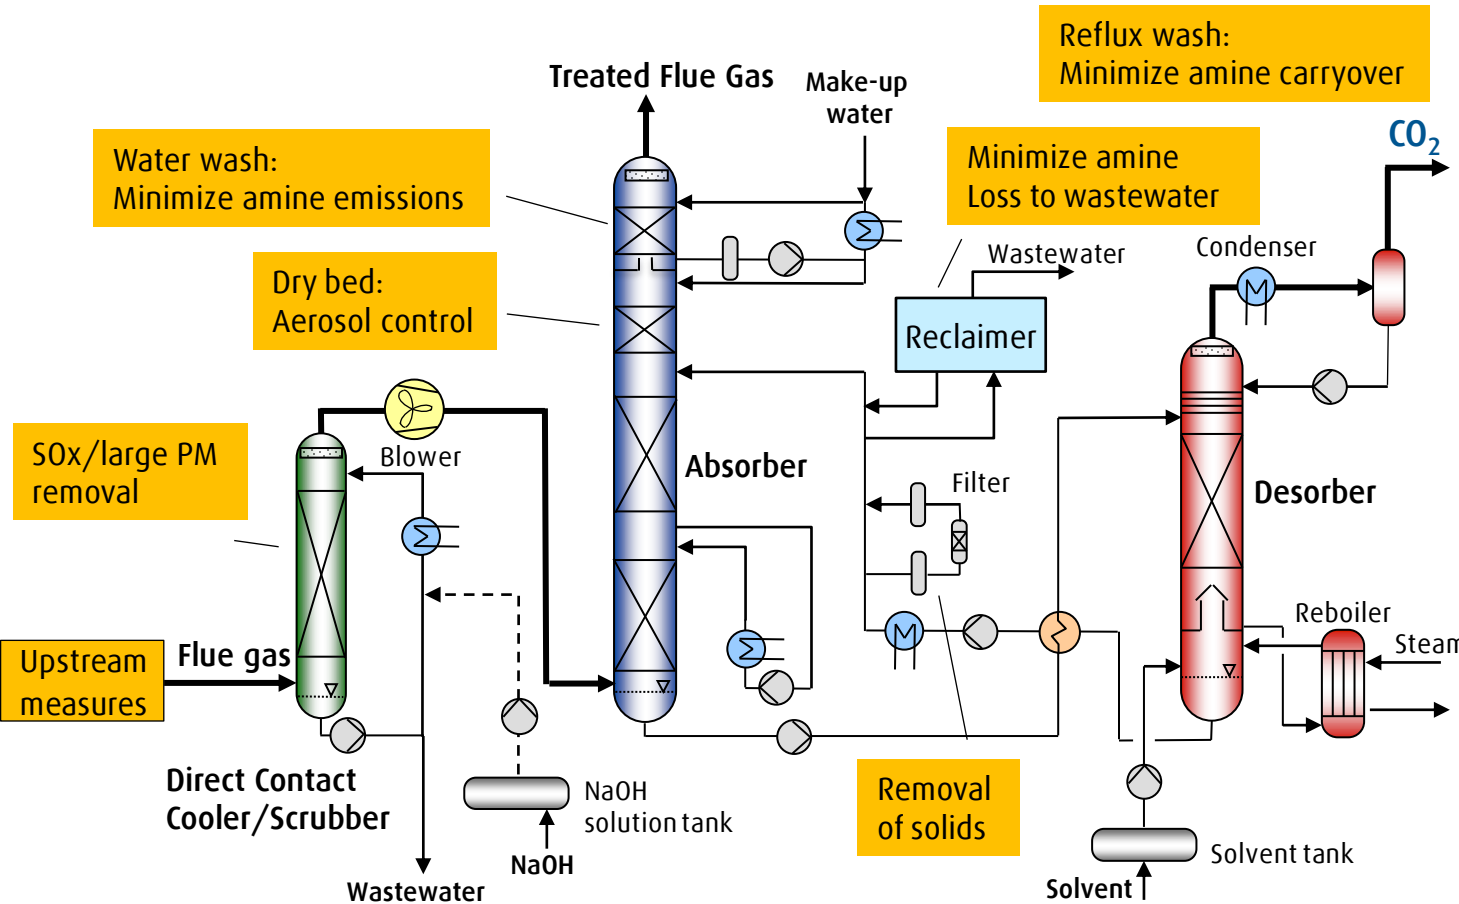 Reflux wash:
Minimize amine carryover
Treated Flue Gas
Make-up
water
CO₂
Water wash:
Minimize amine emissions
Minimize amine
Loss to wastewater
Wastewater
Condenser
Dry bed:
Aerosol control
Reclaimer
SOx/large PM
removal
Blower
Absorber
Filter
Desorber
Upstream
measures
Flue gas
Reboiler
Steam
Direct Contact
Cooler/Scrubber
NaOH
solution tank
NaOH
Removal
of solids
Solvent tank
Solvent
Wastewater